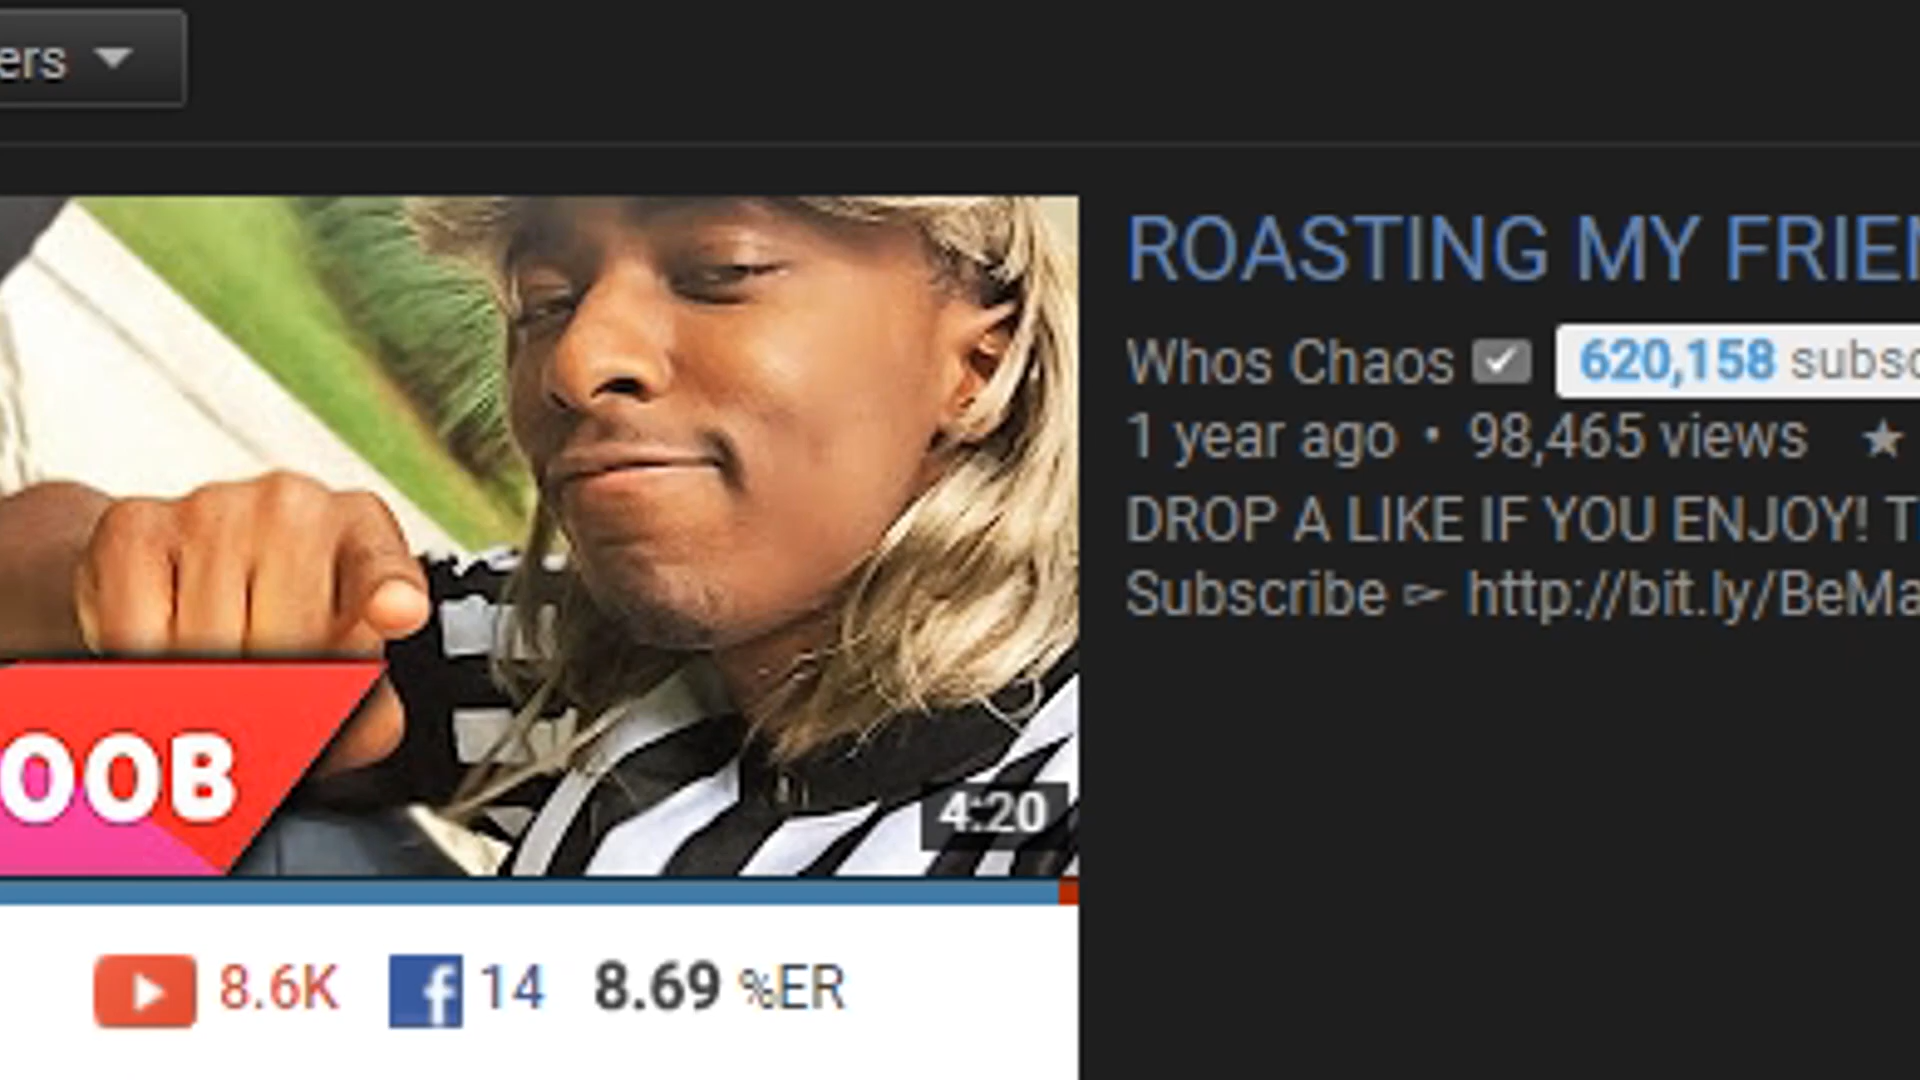 ers
ROASTING MY FRIEN
Whos Chaos 620,158 subsc
1 year ago • 98,465 views ★
DROP A LIKE IF YOU ENJOY! T
Subscribe ➣ http://bit.ly/BeMa
OOB
4:20
8.6K f 14 8.69 %ER